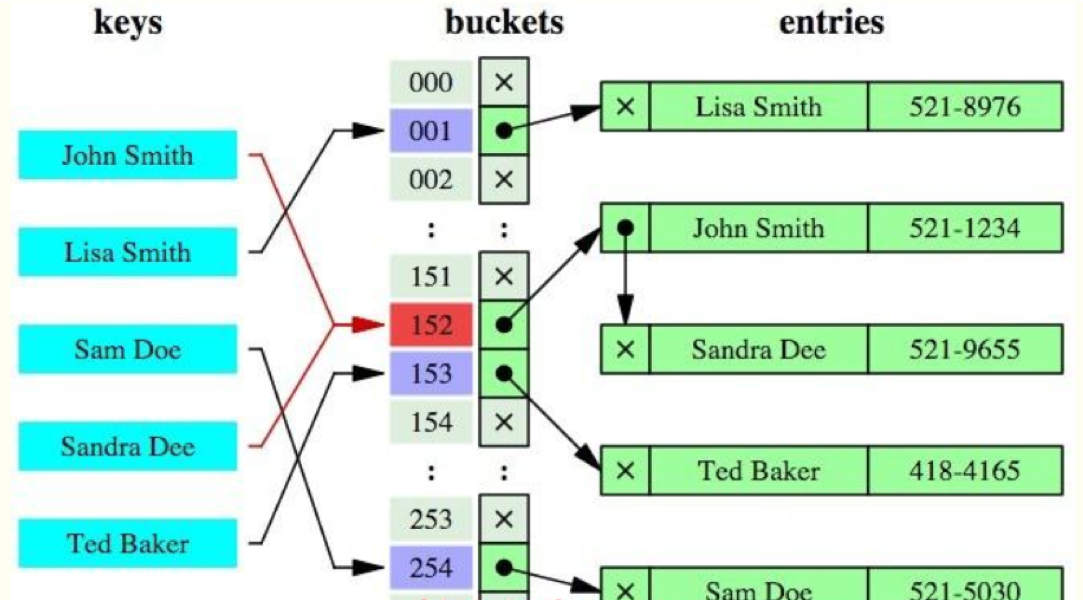 keys
buckets
entries
John Smith
Lisa Smith
Sam Doe
Sandra Dee
Ted Baker
000
001
002
:
:
151
152
153
154
:
:
253
254
Lisa Smith 521-8976
John Smith 521-1234
Sandra Dee 521-9655
Ted Baker 418-4165
Sam Doe 521-5030